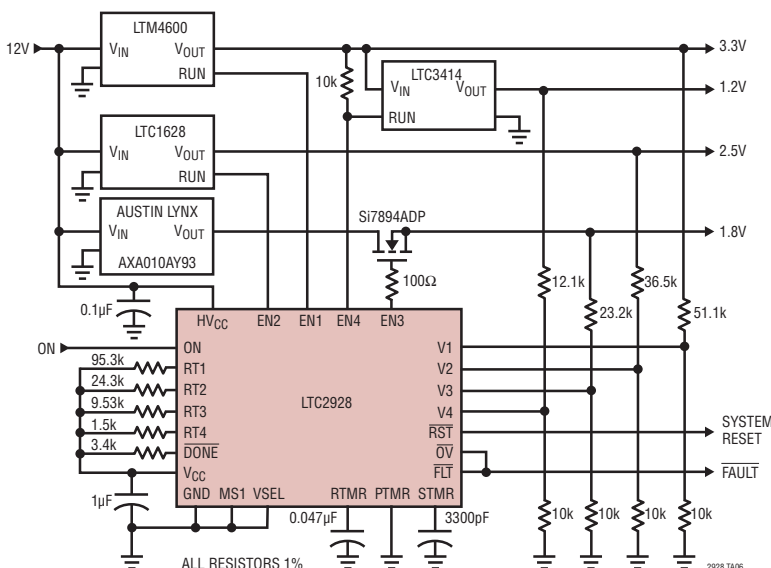 LTM4600
12V
VIN
VOUT
RUN
3.3V
LTC3414
10k
VIN
VOUT
RUN
1.2V
LTC1628
VIN
VOUT
RUN
2.5V
AUSTIN LYNX
VIN
VOUT
AXA010AY93
Si7894ADP
1.8V
100Ω
12.1k
36.5k
23.2k
51.1k
0.1µF
HVCC
EN2
EN1
EN4
EN3
ON
ON
95.3k
RT1
24.3k
RT2
9.53k
RT3
1.5k
RT4
3.4k
DONE
VCC
LTC2928
V1
V2
V3
V4
RST
OV
FLT
SYSTEM
RESET
FAULT
1µF
GND
MS1
VSEL
RTMR
PTMR
STMR
0.047µF
3300pF
10k
10k
10k
10k
ALL RESISTORS 1%
2928 TA06